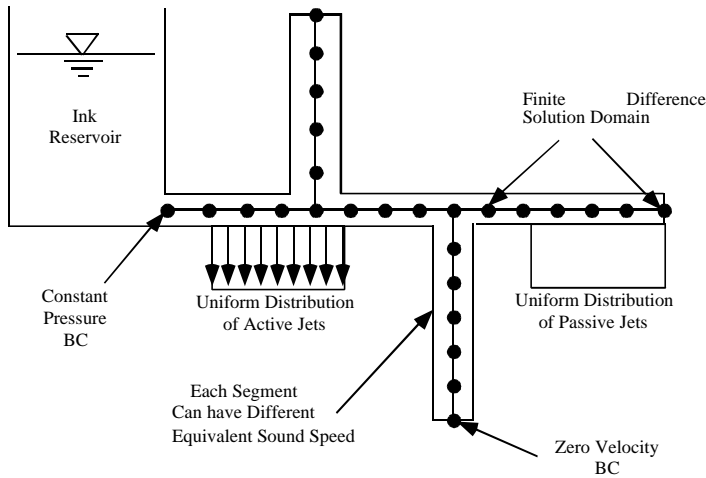 Ink
Reservoir
Finite Difference
Solution Domain
Constant
Pressure
BC
Uniform Distribution
of Active Jets
Uniform Distribution
of Passive Jets
Each Segment
Can have Different
Equivalent Sound Speed
Zero Velocity
BC